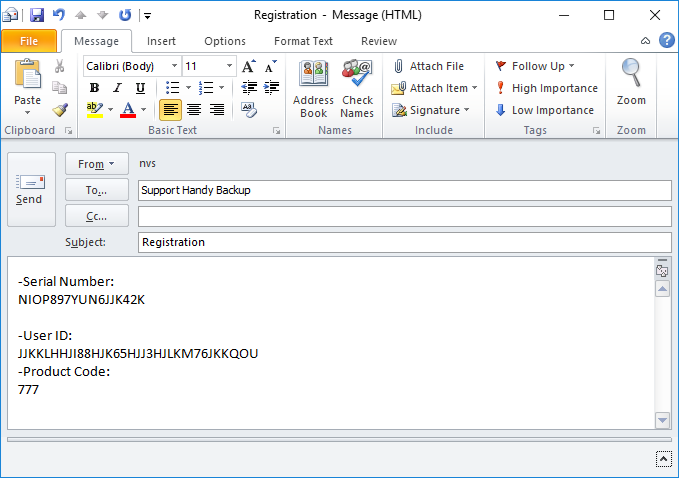 Registration - Message (HTML)
File Message Insert Options Format Text Review
Paste
Clipboard
Calibri (Body) 11 A A
B I U
ab A
Basic Text
Address Book
Check Names
Names
Attach File
Attach Item
Signature
Include
Follow Up
High Importance
Low Importance
Tags
Zoom
Zoom
Send
From nvs
To... Support Handy Backup
Cc...
Subject: Registration
-Serial Number:
NIOP897YUN6JJK42K
-User ID:
JJKKLHHJI88HJK65HJJ3HJLKM76JKKQOU
-Product Code:
777